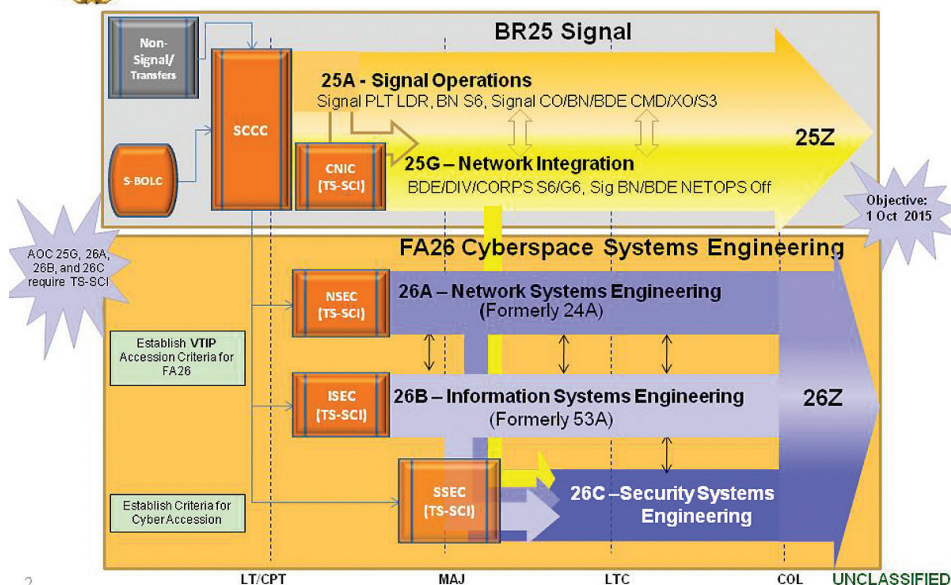 BR25 Signal
Non-
Signal/
Transfers
25A - Signal Operations
Signal PLT LDR, BN S6, Signal CO/BN/BDE CMD/XO/S3
SCCC
25Z
CNIC
(TS-SCI)
25G – Network Integration
BDE/DIV/CORPS S6/G6, Sig BN/BDE NETOPS Off
S-BOLC
Objective:
1 Oct 2015
AOC 25G, 26A,
26B, and 26C
require TS-SCI
FA26 Cyberspace Systems Engineering
NSEC
(TS-SCI)
26A – Network Systems Engineering
(Formerly 24A)
Establish VTIP
Accession Criteria for
FA26
ISEC
(TS-SCI)
26B – Information Systems Engineering
(Formerly 53A)
26Z
SSEC
(TS-SCI)
26C –Security Systems
Engineering
Establish Criteria for
Cyber Accession
2
LT/CPT MAJ LTC COL UNCLASSIFIED